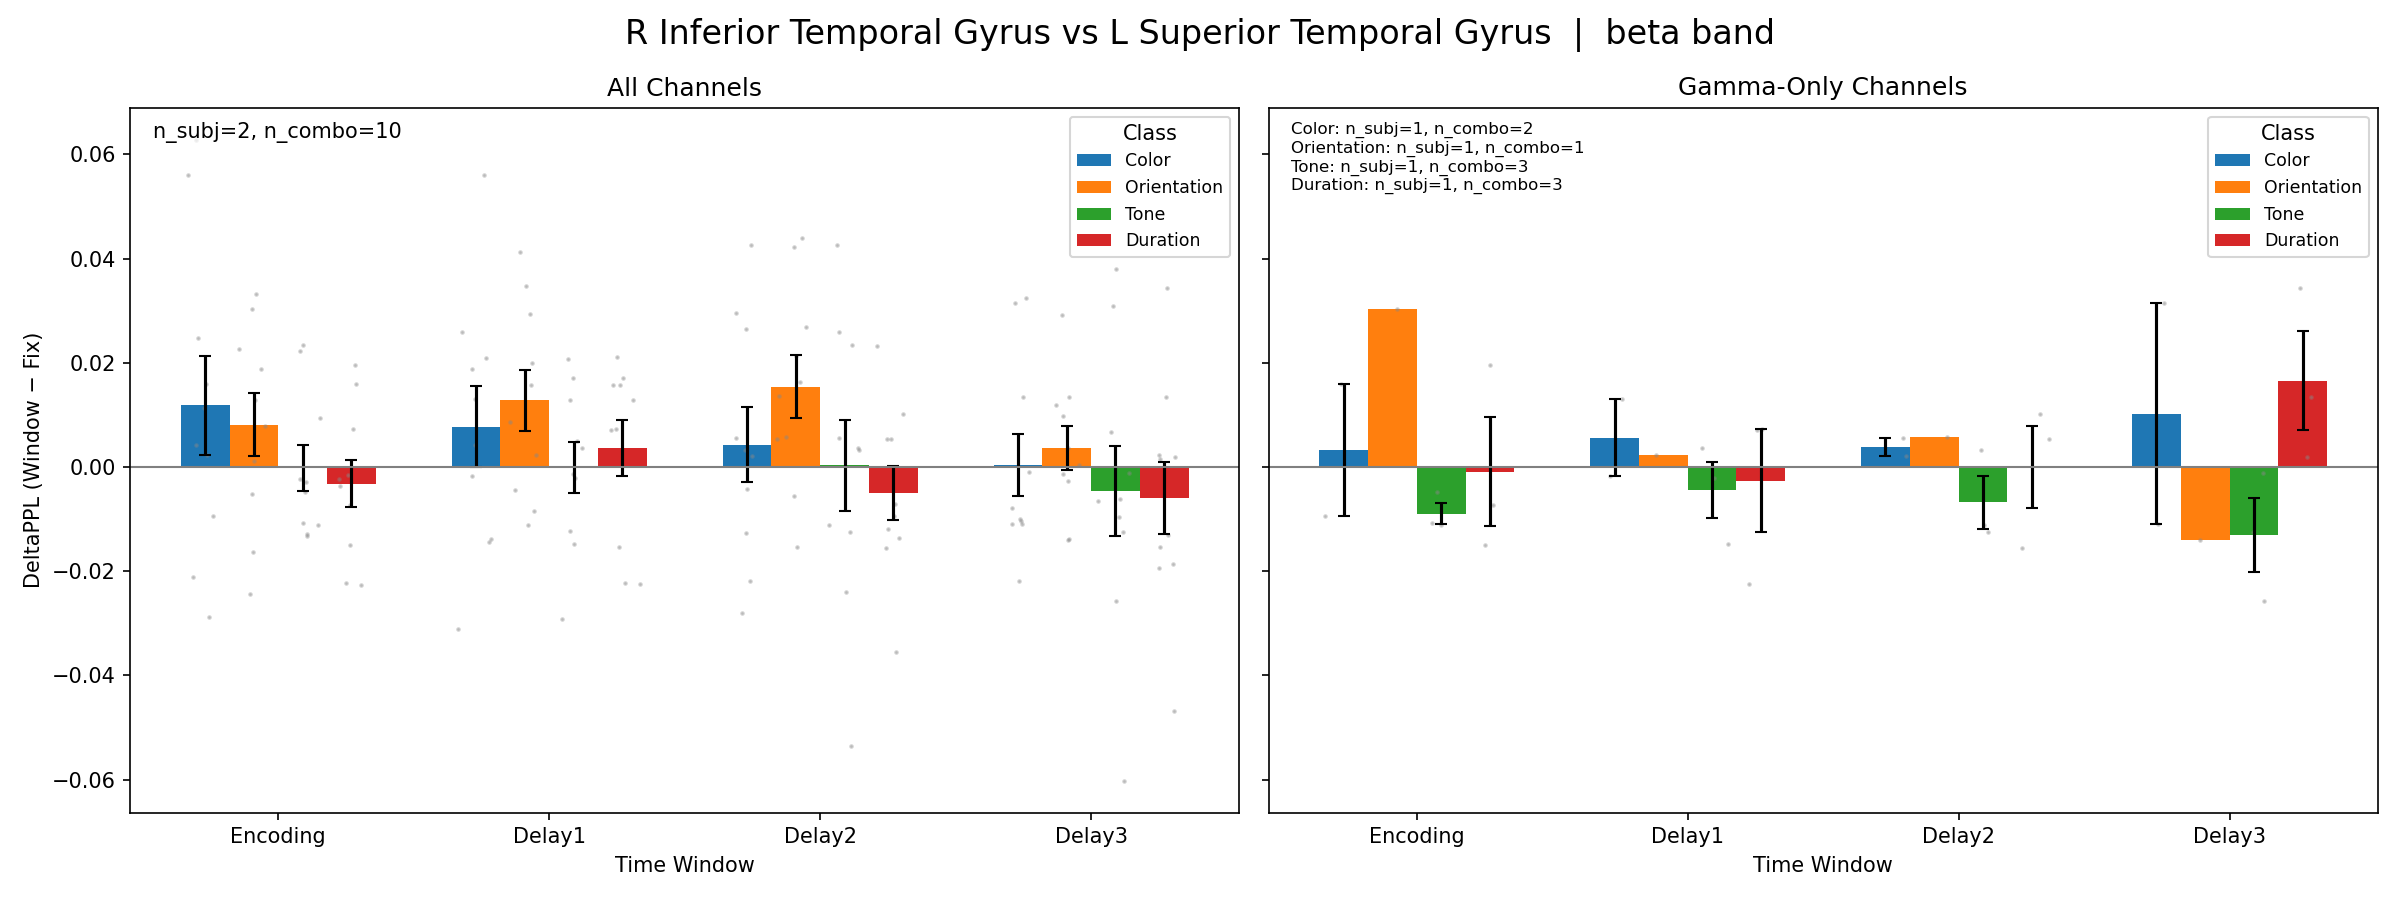 R Inferior Temporal Gyrus vs L Superior Temporal Gyrus | beta band
All Channels
n_subj=2, n_combo=10
Class
Color
Orientation
Tone
Duration
0.06
0.04
0.02
0.00
−0.02
−0.04
−0.06
DeltaPPL (Window − Fix)
Encoding
Delay1
Delay2
Delay3
Time Window
Gamma-Only Channels
Color: n_subj=1, n_combo=2
Orientation: n_subj=1, n_combo=1
Tone: n_subj=1, n_combo=3
Duration: n_subj=1, n_combo=3
Class
Color
Orientation
Tone
Duration
Encoding
Delay1
Delay2
Delay3
Time Window